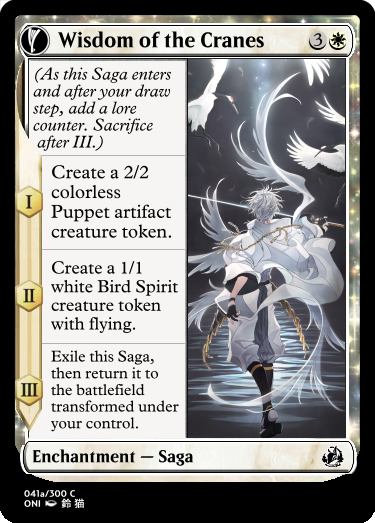 Wisdom of the Cranes 3
(As this Saga enters
and after your draw
step, add a lore
counter. Sacrifice
after III.)
I
Create a 2/2
colorless
Puppet artifact
creature token.
II
Create a 1/1
white Bird Spirit
creature token
with flying.
III
Exile this Saga,
then return it to
the battlefield
transformed under
your control.
Enchantment — Saga
041a/300 C
ONI 鈴猫